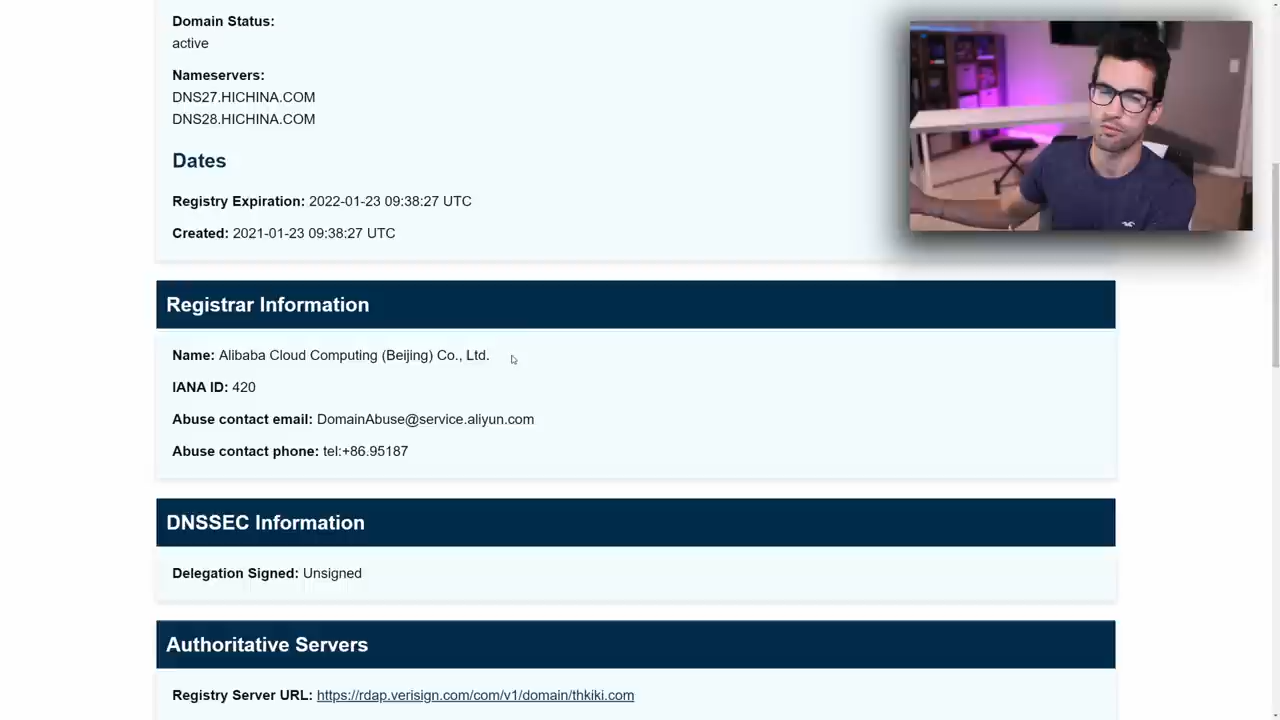 Domain Status:
active
Nameservers:
DNS27.HICHINA.COM
DNS28.HICHINA.COM
Dates
Registry Expiration: 2022-01-23 09:38:27 UTC
Created: 2021-01-23 09:38:27 UTC
Registrar Information
Name: Alibaba Cloud Computing (Beijing) Co., Ltd.
IANA ID: 420
Abuse contact email: DomainAbuse@service.aliyun.com
Abuse contact phone: tel:+86.95187
DNSSEC Information
Delegation Signed: Unsigned
Authoritative Servers
Registry Server URL: https://rdap.verisign.com/com/v1/domain/thkiki.com